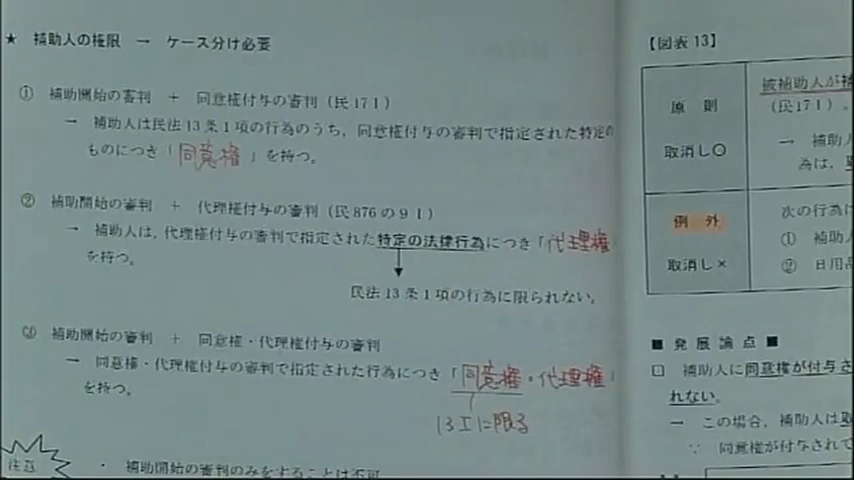 ★ 補助人の権限 → ケース分け必要
① 補助開始の審判 + 同意権付与の審判（民17Ⅰ）
→ 補助人は民法13条1項の行為のうち，同意権付与の審判で指定された特定の
ものにつき「同意権」を持つ。
② 補助開始の審判 + 代理権付与の審判（民876の9Ⅰ）
→ 補助人は，代理権付与の審判で指定された特定の法律行為につき「代理権
を持つ。
民法13条1項の行為に限られない。
③ 補助開始の審判 + 同意権・代理権付与の審判
→ 同意権・代理権付与の審判で指定された行為につき「同意権・代理権」
を持つ。
13Ⅰに限る
注意
・ 補助開始の審判のみをすることは不可
【図表13】
原則
取消し○
被補助人が補
（民17Ⅰ）。
→ 補助人
為は，
例外
取消し×
次の行為に
① 補助人
② 日用品
■ 発展論点 ■
□ 補助人に同意権が付与さ
れない。
→ この場合，補助人は取
∵ 同意権が付与されて